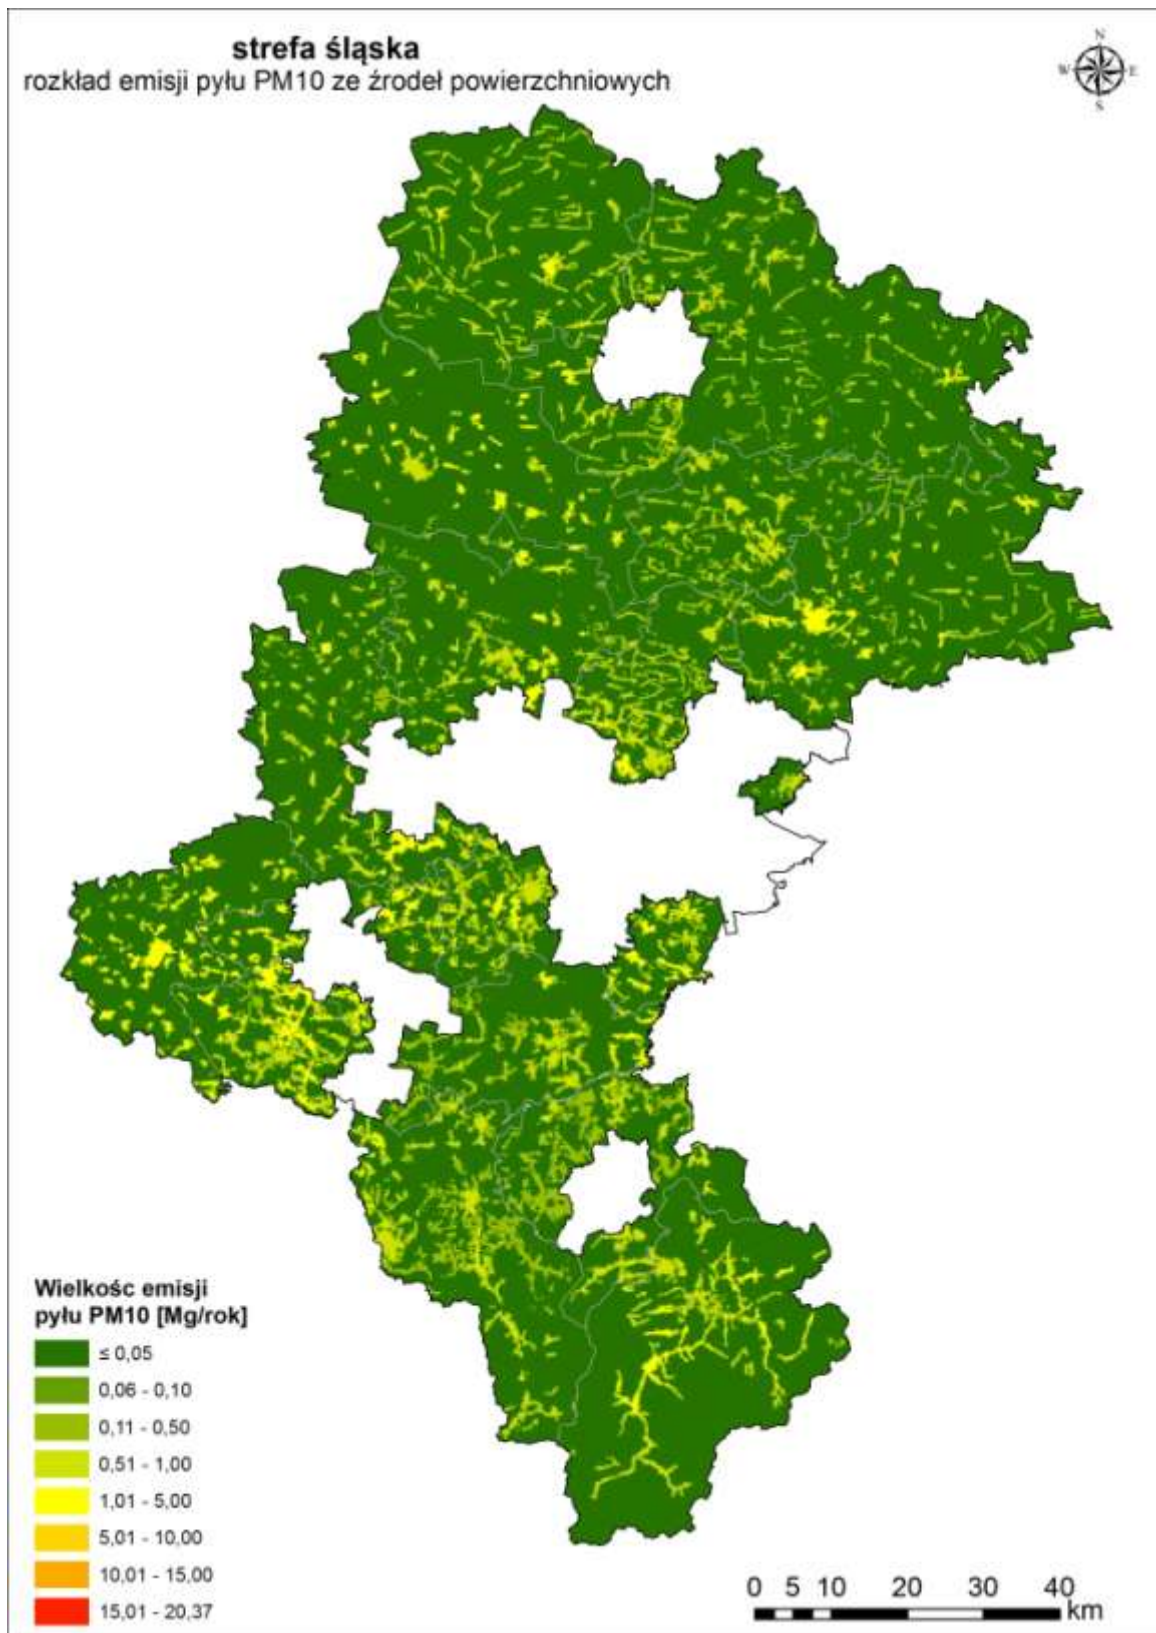 strefa śląska
rozkład emisji pyłu PM10 ze źrodeł powierzchniowych
N
W E
S
Wielkośc emisji
pyłu PM10 [Mg/rok]
≤ 0,05
0,06 - 0,10
0,11 - 0,50
0,51 - 1,00
1,01 - 5,00
5,01 - 10,00
10,01 - 15,00
15,01 - 20,37
0 5 10 20 30 40
km